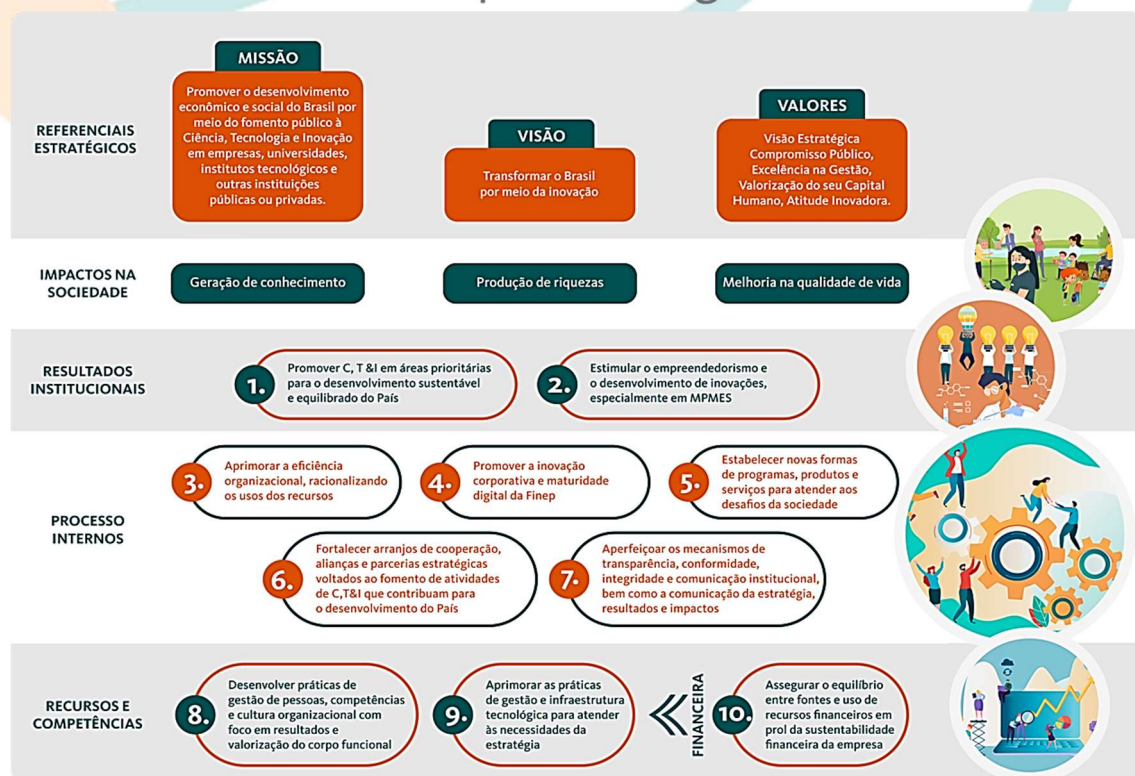 REFERENCIAIS
ESTRATÉGICOS
MISSÃO
Promover o desenvolvimento
econômico e social do Brasil por
meio do fomento público à
Ciência, Tecnologia e Inovação
em empresas, universidades,
institutos tecnológicos e
outras instituições
públicas ou privadas.
VISÃO
Transformar o Brasil
por meio da inovação
VALORES
Visão Estratégica
Compromisso Público,
Excelência na Gestão,
Valorização do seu Capital
Humano, Atitude Inovadora.
IMPACTOS NA
SOCIEDADE
Geração de conhecimento
Produção de riquezas
Melhoria na qualidade de vida
RESULTADOS
INSTITUCIONAIS
1.
Promover C, T &I em áreas prioritárias
para o desenvolvimento sustentável
e equilibrado do País
2.
Estimular o empreendedorismo e
o desenvolvimento de inovações,
especialmente em MPMES
PROCESSO
INTERNOS
3.
Aprimorar a eficiência
organizacional, racionalizando
os usos dos recursos
4.
Promover a inovação
corporativa e maturidade
digital da Finep
5.
Estabelecer novas formas
de programas, produtos e
serviços para atender aos
desafios da sociedade
6.
Fortalecer arranjos de cooperação,
alianças e parcerias estratégicas
voltados ao fomento de atividades
de C,T&I que contribuam para
o desenvolvimento do País
7.
Aperfeiçoar os mecanismos de
transparência, conformidade,
integridade e comunicação institucional,
bem como a comunicação da estratégia,
resultados e impactos
RECURSOS E
COMPETÊNCIAS
8.
Desenvolver práticas de
gestão de pessoas, competências
e cultura organizacional com
foco em resultados e
valorização do corpo funcional
9.
Aprimorar as práticas
de gestão e infraestrutura
tecnológica para atender
às necessidades da
estratégia
FINANCEIRA
10.
Assegurar o equilíbrio
entre fontes e uso de
recursos financeiros em
prol da sustentabilidade
financeira da empresa